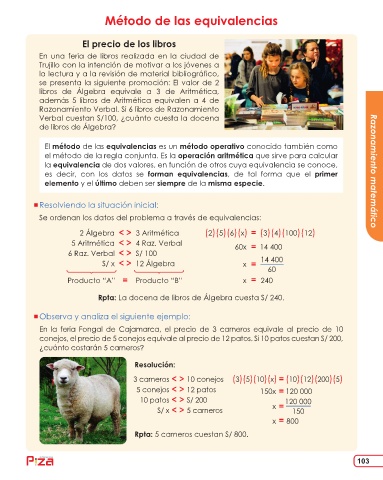 Método de las equivalencias
El precio de los libros
En una feria de libros realizada en la ciudad de
Trujillo con la intención de motivar a los jóvenes a
la lectura y a la revisión de material bibliográfico,
se presenta la siguiente promoción: El valor de 2
libros de Álgebra equivale a 3 de Aritmética,
además 5 libros de Aritmética equivalen a 4 de
Razonamiento Verbal. Si 6 libros de Razonamiento
Verbal cuestan S/100, ¿cuánto cuesta la docena
de libros de Álgebra?
El método de las equivalencias es un método operativo conocido también como
el método de la regla conjunta. Es la operación aritmética que sirve para calcular
la equivalencia de dos valores, en función de otros cuya equivalencia se conoce,
es decir, con los datos se forman equivalencias, de tal forma que el primer
elemento y el último deben ser siempre de la misma especie.
Resolviendo la situación inicial:
Se ordenan los datos del problema a través de equivalencias:
2 Álgebra < > 3 Aritmética (2)(5)(6)(x) = (3)(4)(100)(12)
5 Aritmética < > 4 Raz. Verbal
60x = 14 400
6 Raz. Verbal < > S/ 100
S/ x < > 12 Álgebra x = 14 400
60
Producto "A" = Producto "B" x = 240
Rpta: La docena de libros de Álgebra cuesta S/ 240.
Observa y analiza el siguiente ejemplo:
En la feria Fongal de Cajamarca, el precio de 3 carneros equivale al precio de 10
conejos, el precio de 5 conejos equivale al precio de 12 patos. Si 10 patos cuestan S/ 200,
¿cuánto costarán 5 carneros?
Resolución:
3 carneros < > 10 conejos (3)(5)(10)(x) = (10)(12)(200)(5)
5 conejos < > 12 patos 150x = 120 000
10 patos < > S/ 200
S/ x < > 5 carneros x = 120 000
150
x = 800
Rpta: 5 carneros cuestan S/ 800.
Razonamiento matemático
Piza
103